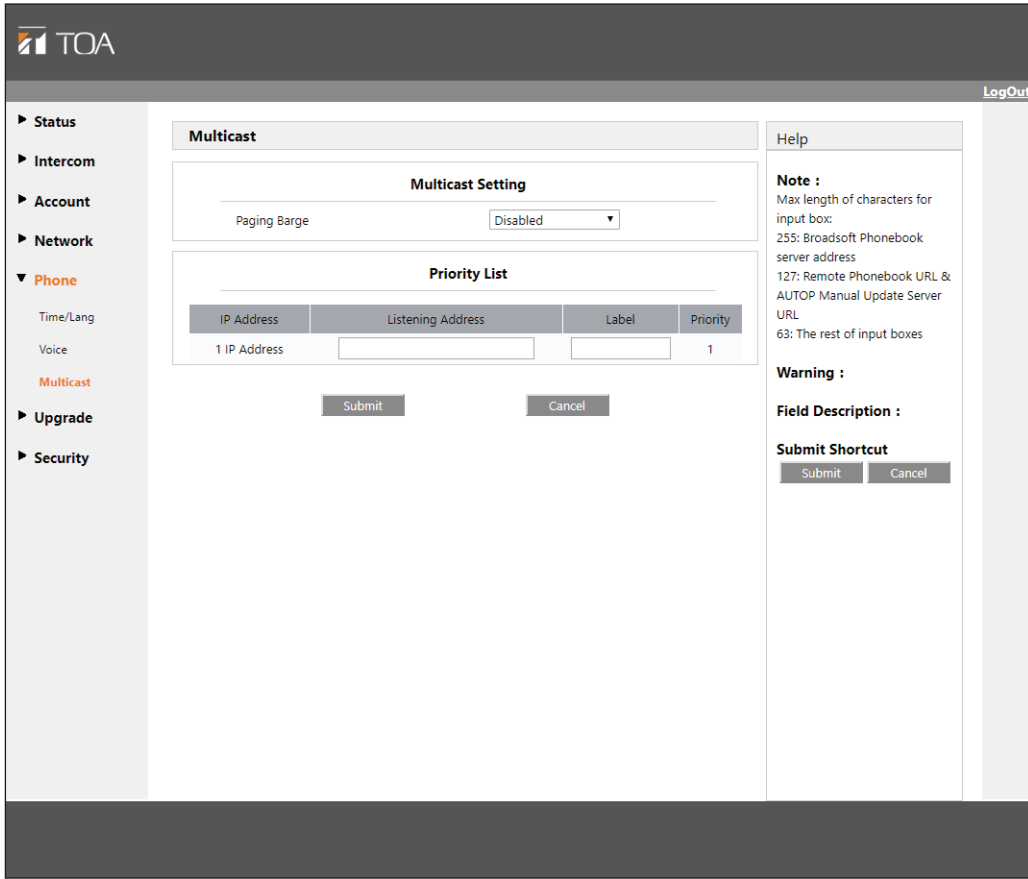 TOA
LogOut
Status
Intercom
Account
Network
Phone
Time/Lang
Voice
Multicast
Upgrade
Security
Multicast
Multicast Setting
Paging Barge Disabled
Priority List
IP Address Listening Address Label Priority
1 IP Address 1
Submit Cancel
Help
Note :
Max length of characters for
input box:
255: Broadsoft Phonebook
server address
127: Remote Phonebook URL &
AUTOP Manual Update Server
URL
63: The rest of input boxes
Warning :
Field Description :
Submit Shortcut
Submit Cancel